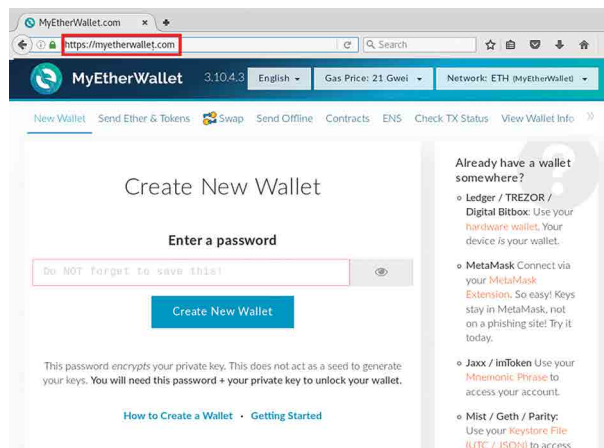 MyEtherWallet.com
https://myetherwalleţ.com
Search
MyEtherWallet 3.10.4.3 English Gas Price: 21 Gwei Network: ETH (MyEtherWallet)
New Wallet Send Ether & Tokens Swap Send Offline Contracts ENS Check TX Status View Wallet Info
Create New Wallet
Enter a password
Do NOT forget to save this!
Create New Wallet
This password encrypts your private key. This does not act as a seed to generate
your keys. You will need this password + your private key to unlock your wallet.
How to Create a Wallet · Getting Started
Already have a wallet
somewhere?
Ledger / TREZOR /
Digital Bitbox: Use your
hardware wallet. Your
device is your wallet.
MetaMask Connect via
your MetaMask
Extension. So easy! Keys
stay in MetaMask, not
on a phishing site! Try it
today.
Jaxx / imToken Use your
Mnemonic Phrase to
access your account.
Mist / Geth / Parity:
Use your Keystore File
(UTC / JSON) to access